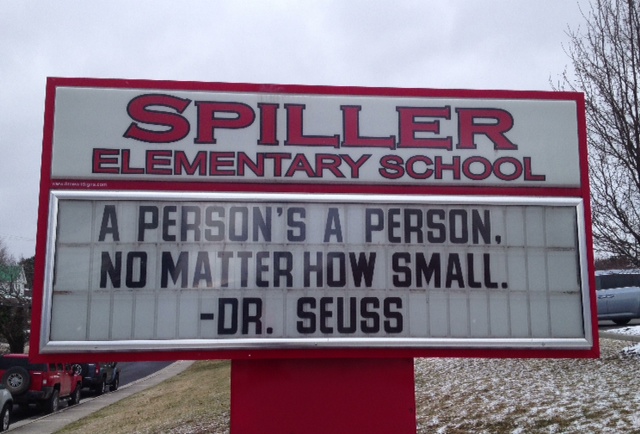 SPILLER
ELEMENTARY SCHOOL
A PERSON'S A PERSON,
NO MATTER HOW SMALL.
-DR. SEUSS